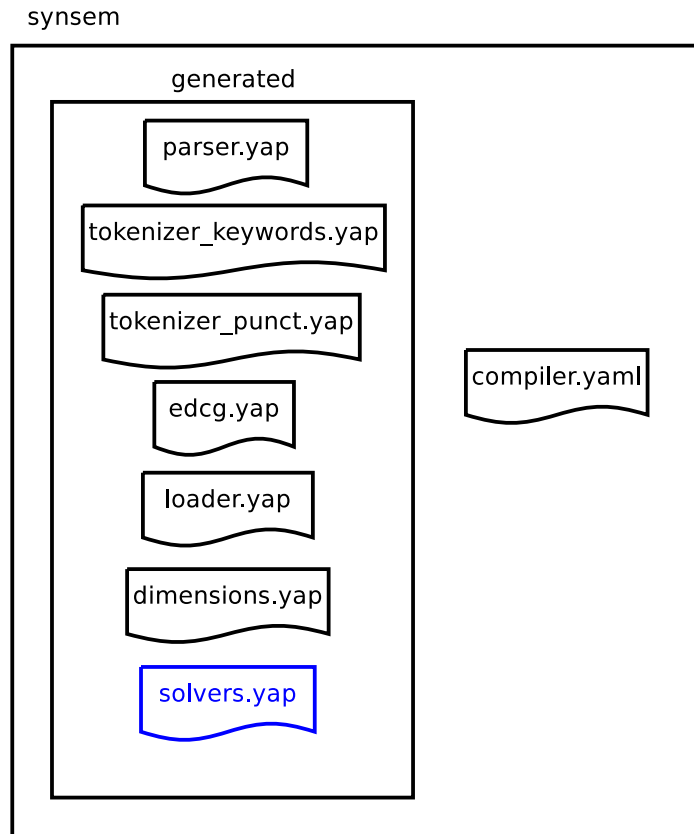 synsem
generated
parser.yap
tokenizer_keywords.yap
tokenizer_punct.yap
edcg.yap
loader.yap
dimensions.yap
solvers.yap
compiler.yaml